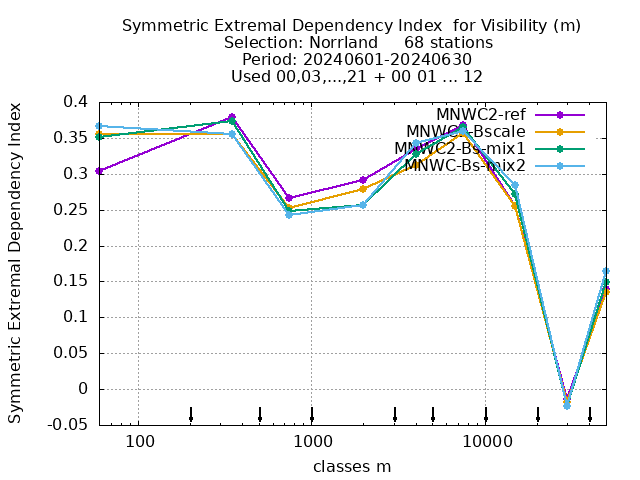 Symmetric Extremal Dependency Index  for Visibility (m)
Selection: Norrland     68 stations
Period: 20240601-20240630
Used 00,03,...,21 + 00 01 ... 12
Symmetric Extremal Dependency Index
0.4
0.35
0.3
0.25
0.2
0.15
0.1
0.05
0
-0.05
MNWC2-ref
MNWC2-Bscale
MNWC2-Bs-mix1
MNWC-Bs-mix2
100
1000
10000
classes m